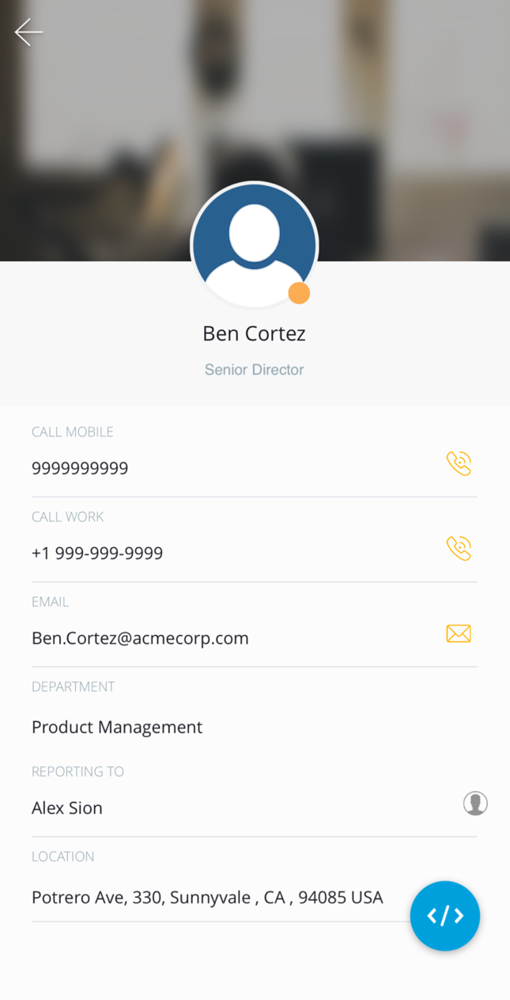 Ben Cortez
Senior Director
CALL MOBILE
9999999999
CALL WORK
+1 999-999-9999
EMAIL
Ben.Cortez@acmecorp.com
DEPARTMENT
Product Management
REPORTING TO
Alex Sion
LOCATION
Potrero Ave, 330, Sunnyvale , CA , 94085 USA